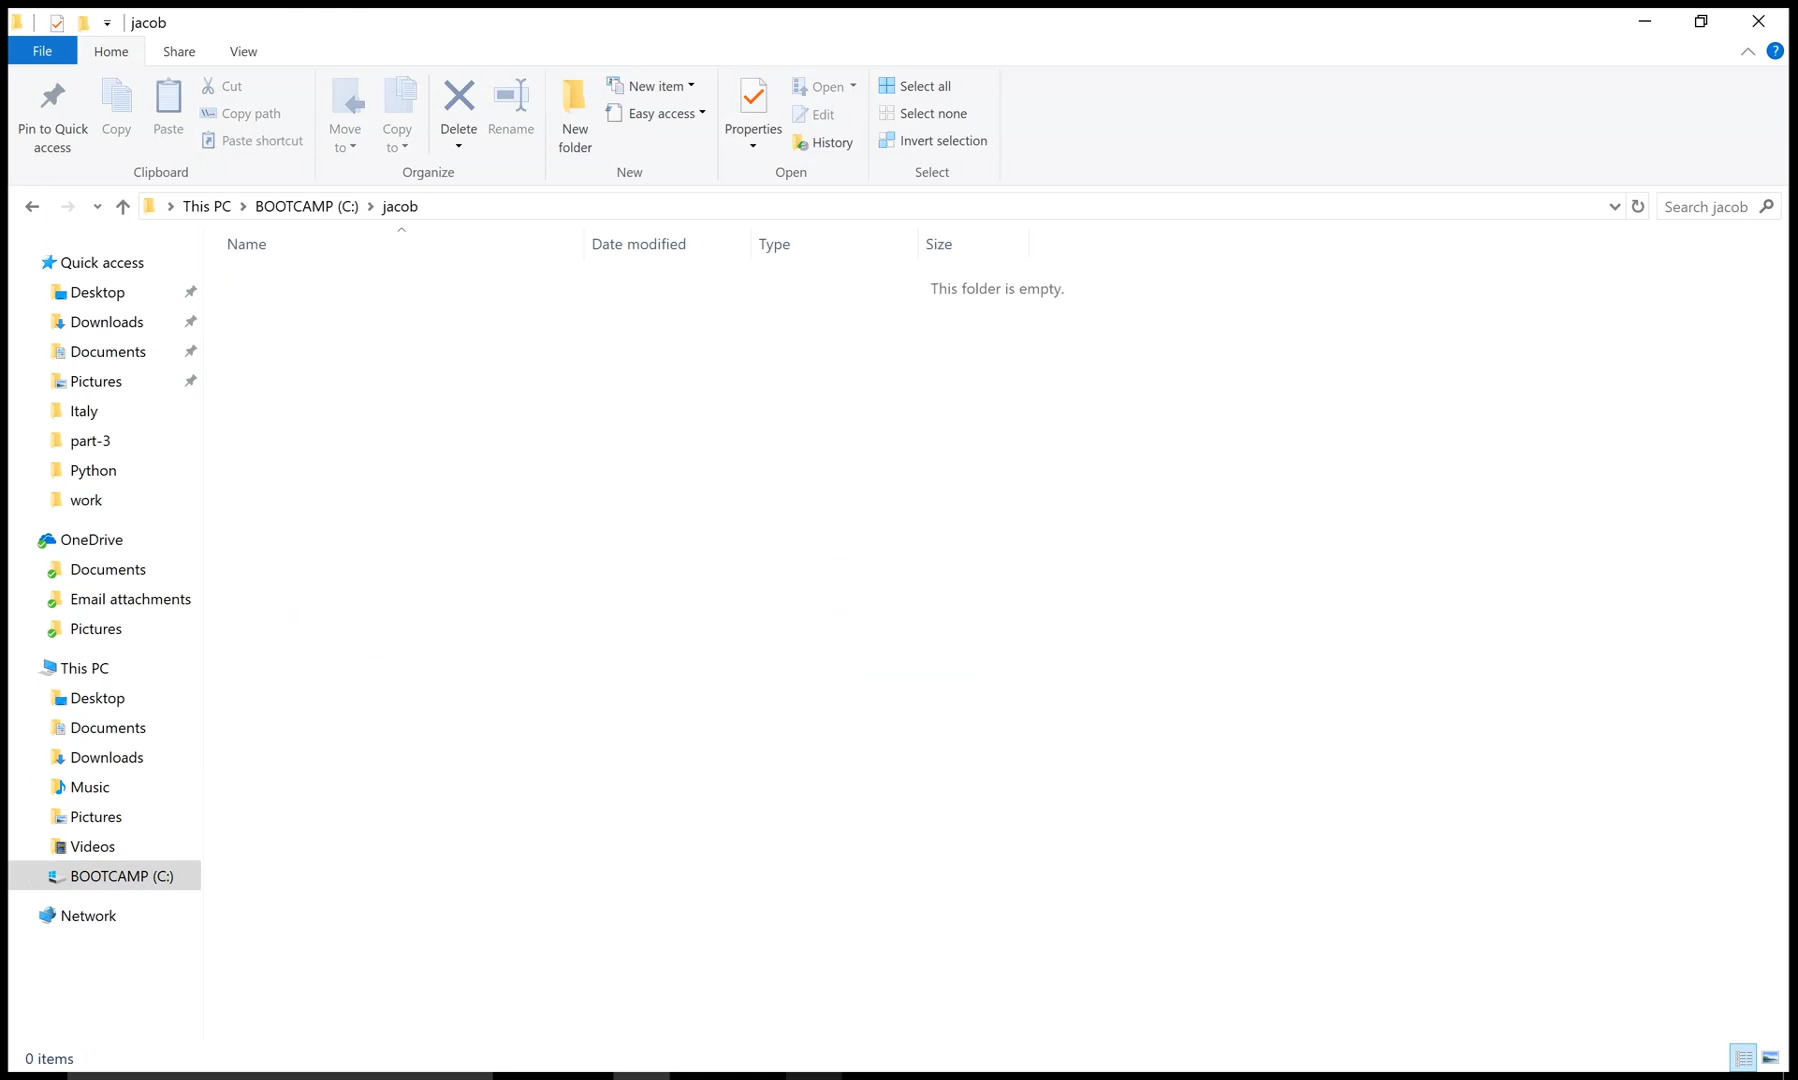 jacob
File Home Share View
?
Pin to Quick access
Copy
Paste
Cut
Copy path
Paste shortcut
Clipboard
Move to
Copy to
Delete
Rename
Organize
New folder
New item
Easy access
New
Properties
Open
Edit
History
Open
Select all
Select none
Invert selection
Select
This PC BOOTCAMP (C:) jacob
Search jacob
Name Date modified Type Size
This folder is empty.
Quick access
Desktop
Downloads
Documents
Pictures
Italy
part-3
Python
work
OneDrive
Documents
Email attachments
Pictures
This PC
Desktop
Documents
Downloads
Music
Pictures
Videos
BOOTCAMP (C:)
Network
0 items